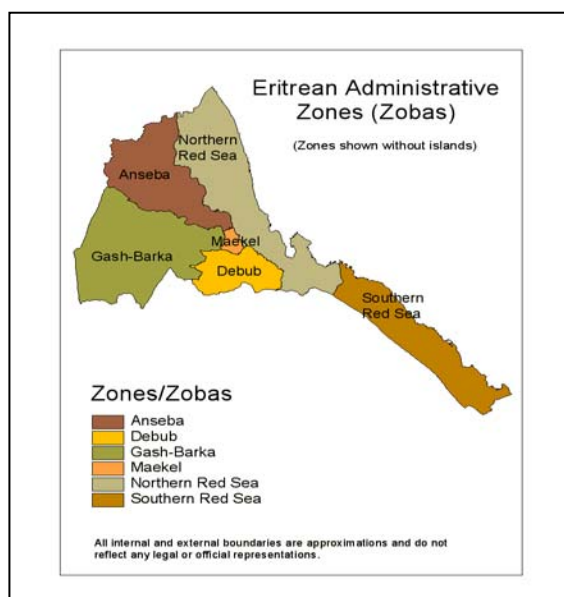 Eritrean Administrative
Zones (Zobas)
(Zones shown without islands)
Northern
Red Sea
Anseba
Maekel
Gash-Barka
Debub
Southern
Red Sea
Zones/Zobas
Anseba
Debub
Gash-Barka
Maekel
Northern Red Sea
Southern Red Sea
All internal and external boundaries are approximations and do not
reflect any legal or official representations.